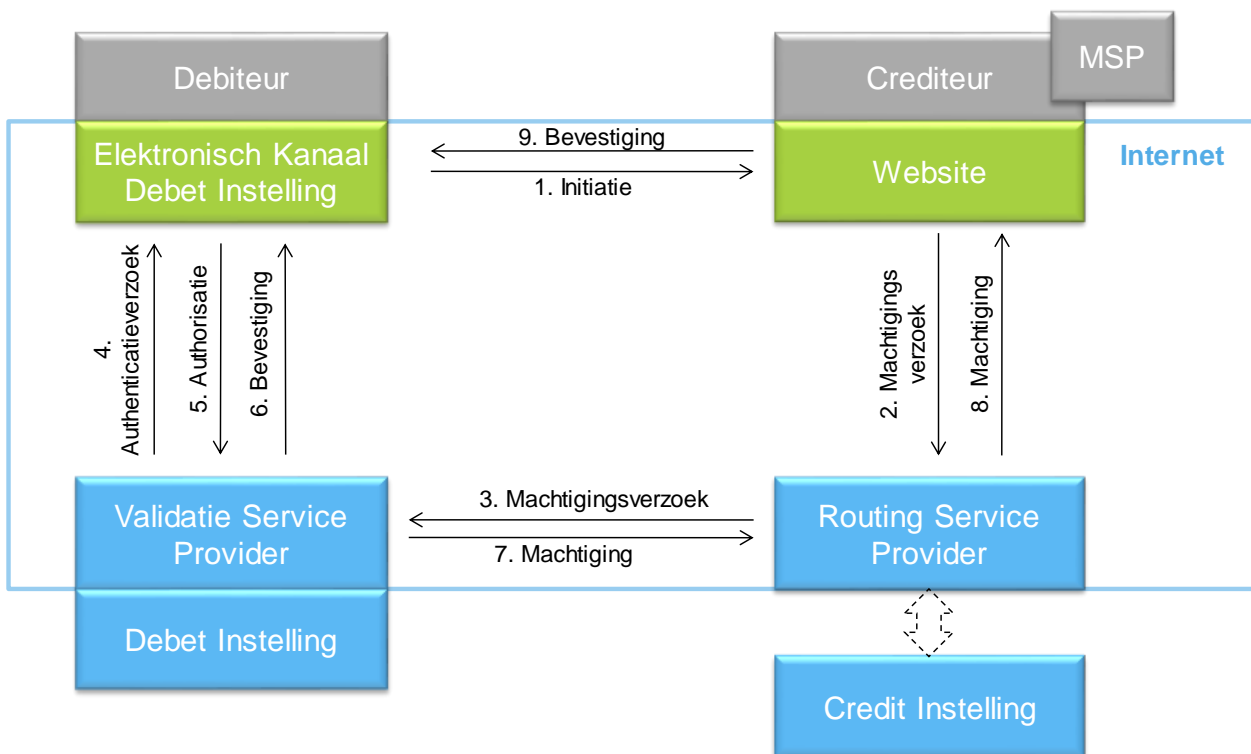 MSP
Debiteur
Crediteur
Elektronisch Kanaal
Debet Instelling
9. Bevestiging
1. Initiatie
Website
Internet
4.
Authenticatieverzoek
5. Authorisatie
6. Bevestiging
2. Machtigings
verzoek
8. Machtiging
Validatie Service
Provider
3. Machtigingsverzoek
7. Machtiging
Routing Service
Provider
Debet Instelling
Credit Instelling